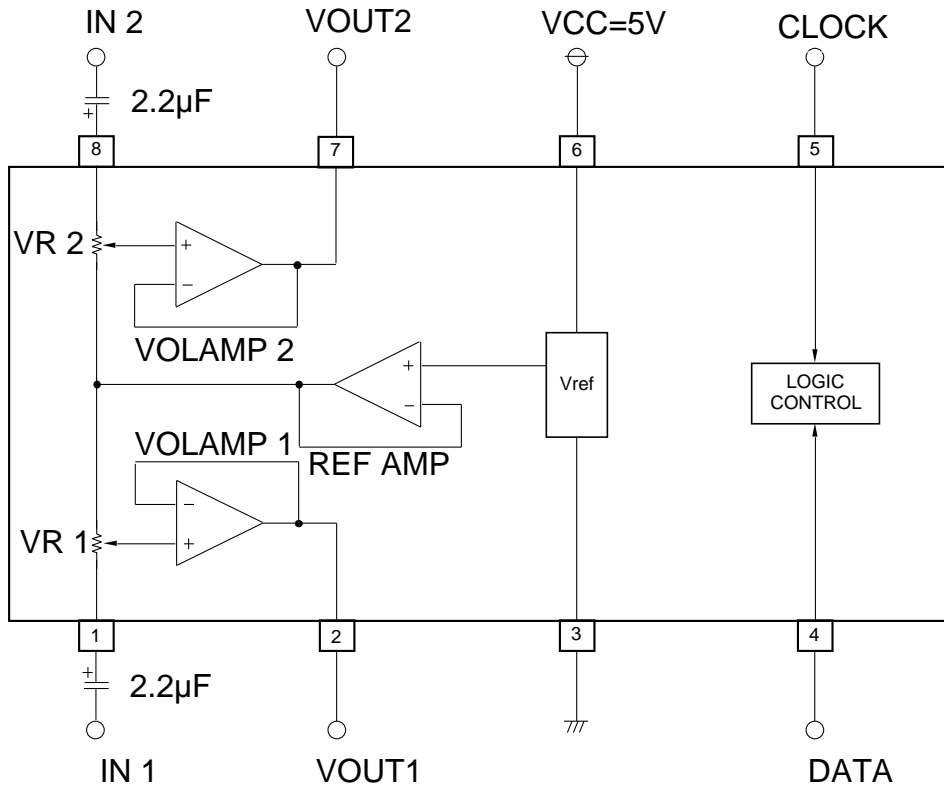 IN 2 VOUT2 VCC=5V CLOCK
2.2µF
+
8 7 6 5
VR 2
+
−
VOLAMP 2
+
−
Vref
LOGIC
CONTROL
VOLAMP 1
REF AMP
−
+
VR 1
1 2 3 4
+
2.2µF
IN 1 VOUT1 DATA